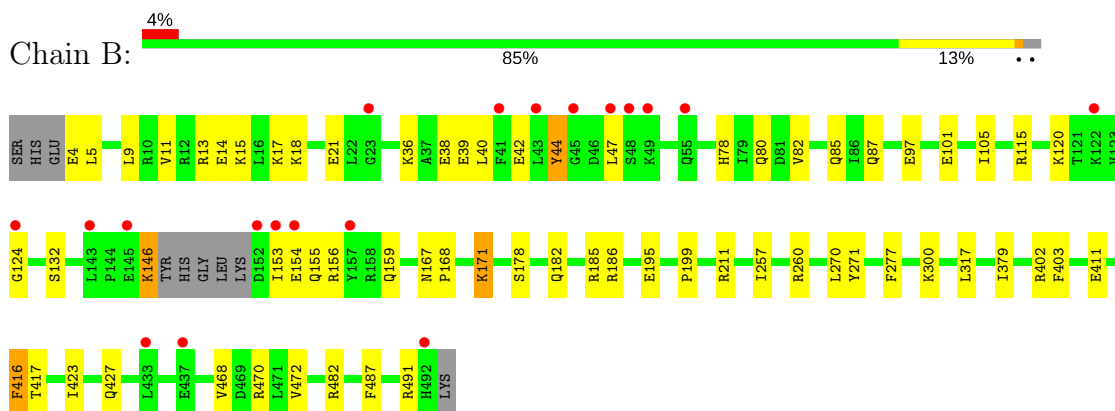 4%
Chain B:
85% 13% • •
SER HIS GLU E4 L5 L9 R10 V11 R12 R13 E14 K15 L16 K17 K18 E21 L22 G23 K36 A37 E38 E39 L40 F41 E42 L43 Y44 G45 D46 L47 S48 K49 Q55 H78 I79 Q80 D81 V82 Q85 I86 Q87 E97 E101 I105 R115 K120 T121 K122 V123
G124 S132 L143 P144 E145 K146 TYR HIS GLY LEU LYS D152 I153 E154 Q155 R156 Y157 R158 Q159 N167 P168 K171 S178 Q182 R185 R186 E195 P199 R211 I257 R260 L270 Y271 F277 K300 L317 I379 R402 F403 E411
F416 T417 I423 Q427 L433 E437 V468 D469 R470 L471 V472 R482 F487 R491 H492 LYS